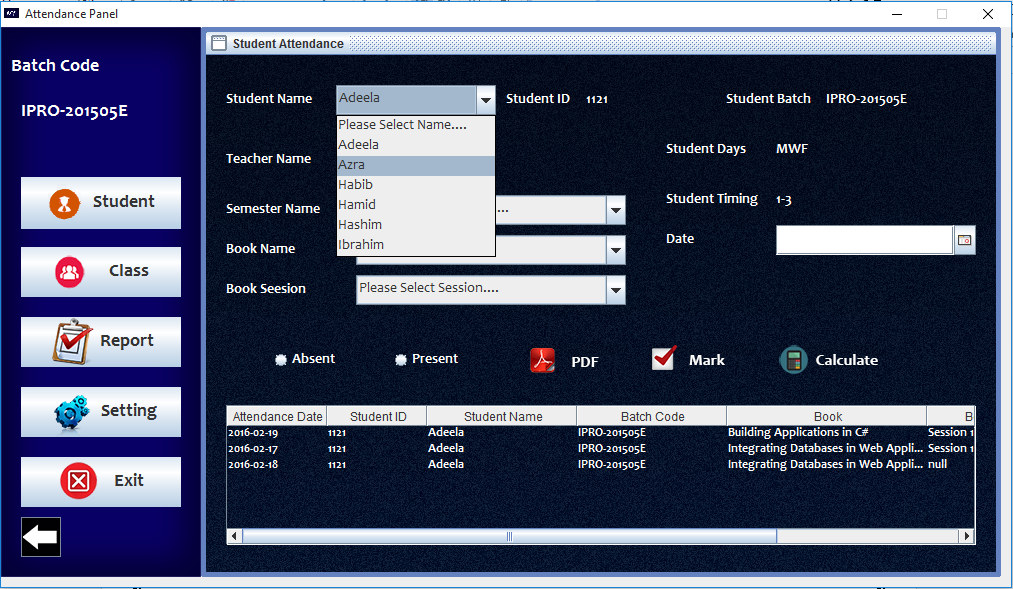 Attendance Panel
Batch Code
IPRO-201505E
Student
Class
Report
Setting
Exit
Student Attendance
Student Name
Adeela
Student ID 1121
Student Batch IPRO-201505E
Please Select Name....
Adeela
Azra
Habib
Hamid
Hashim
Ibrahim
Teacher Name
Student Days MWF
Semester Name
...
Student Timing 1-3
Book Name
Date
Book Seesion
Please Select Session....
Absent
Present
PDF
Mark
Calculate
Attendance Date Student ID Student Name Batch Code Book B
2016-02-19 1121 Adeela IPRO-201505E Building Applications in C# Session 1
2016-02-17 1121 Adeela IPRO-201505E Integrating Databases in Web Appli... Session 1
2016-02-18 1121 Adeela IPRO-201505E Integrating Databases in Web Appli... null